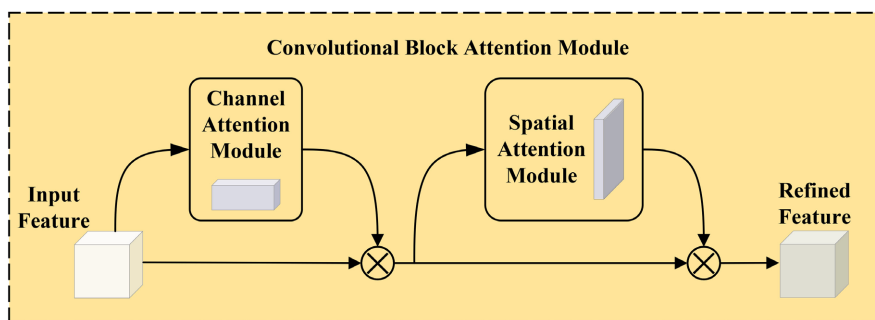 Convolutional Block Attention Module
Channel
Attention
Module
Spatial
Attention
Module
Input
Feature
Refined
Feature